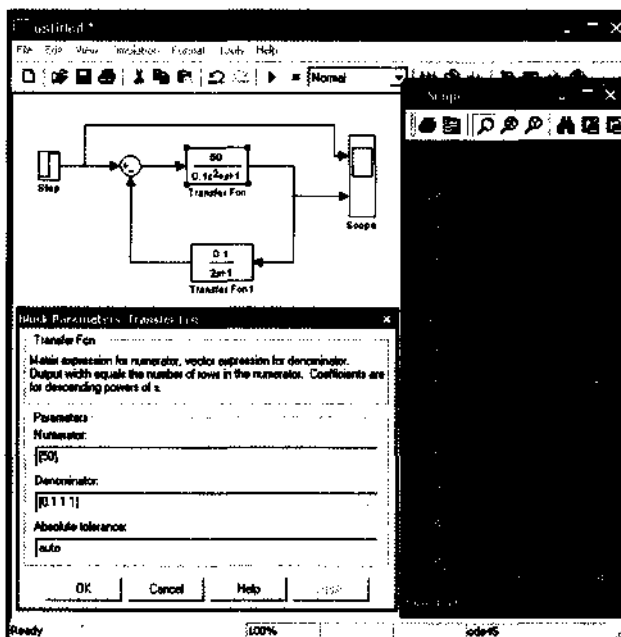 untitled *
File Edit View Simulation Format Tools Help
Normal
Scope
Step
50
0.1s2+s+1
Transfer Fcn
Scope
0.1
2s+1
Transfer Fcn1
Block Parameters: Transfer Fcn
Transfer Fcn
Matrix expression for numerator, vector expression for denominator.
Output width equals the number of rows in the numerator. Coefficients are
for descending powers of s.
Parameters
Numerator:
[50]
Denominator:
[0.1 1 1]
Absolute tolerance:
auto
OK Cancel Help Apply
Ready 100% ode45